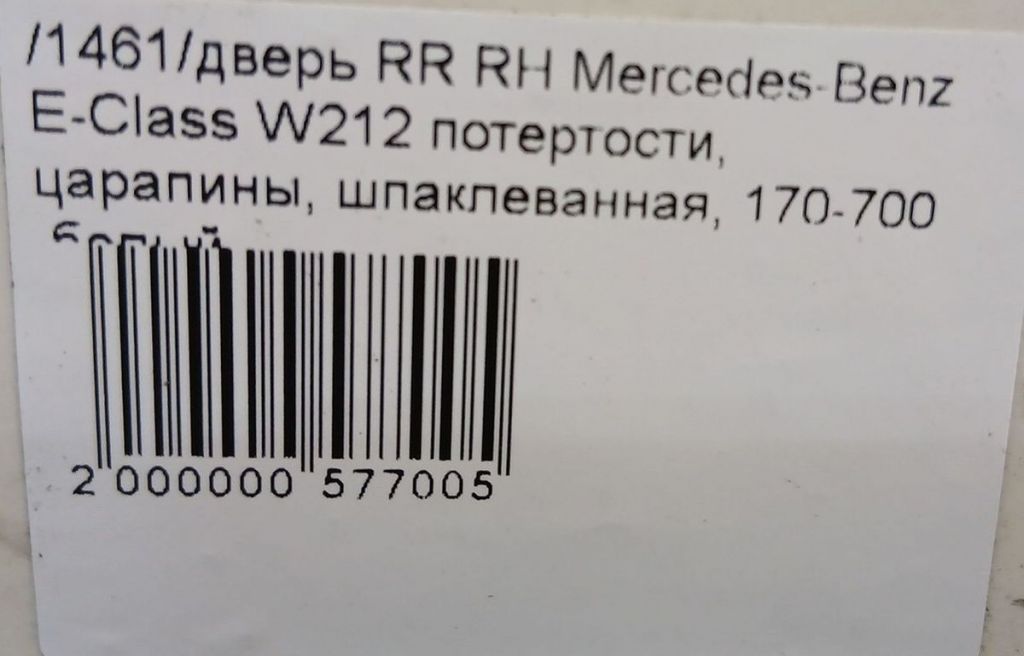 /1461/дверь RR RH Mercedes-Benz
E-Class W212 потертости,
царапины, шпаклеванная, 170-700
2 000000 577005